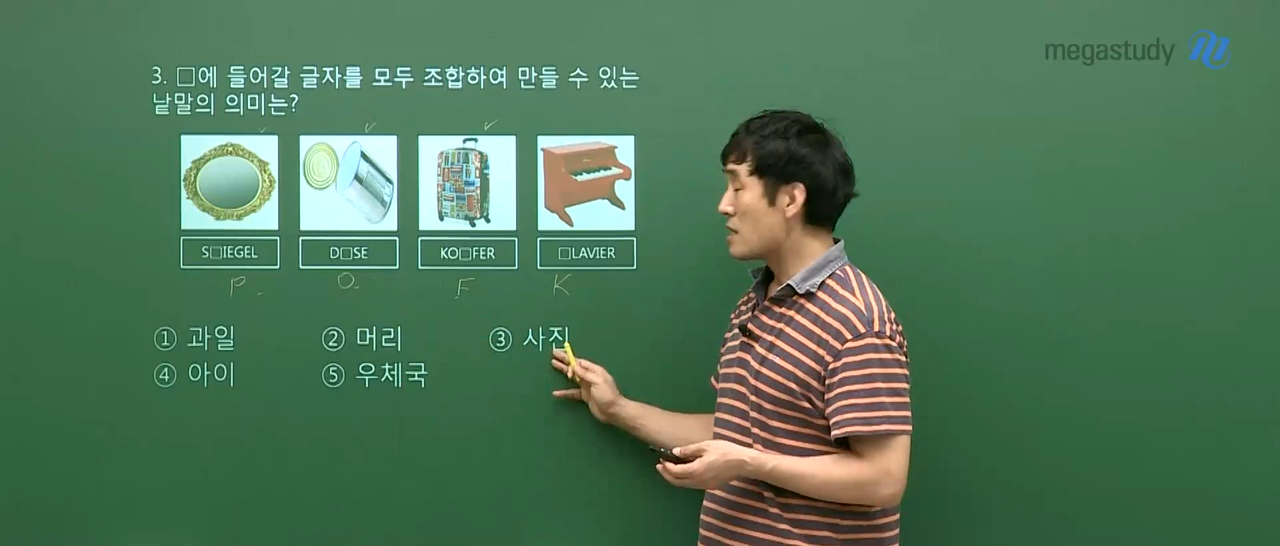 megastudy
3. □에 들어갈 글자를 모두 조합하여 만들 수 있는
낱말의 의미는?
S□IEGEL D□SE KO□FER □LAVIER
P. O. F K
① 과일 ② 머리 ③ 사진
④ 아이 ⑤ 우체국